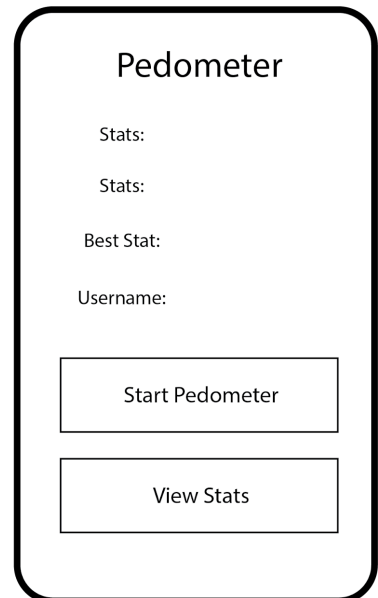 Pedometer
Stats:
Stats:
Best Stat:
Username:
Start Pedometer
View Stats